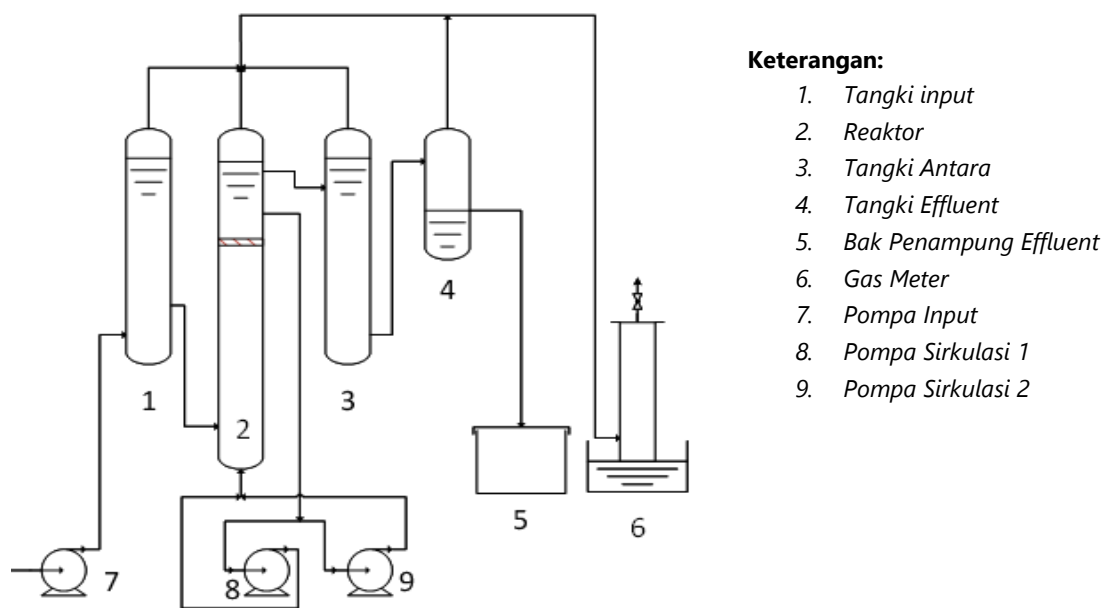 1
2
3
4
5
6
7
8
9
Keterangan:
1. Tangki input
2. Reaktor
3. Tangki Antara
4. Tangki Effluent
5. Bak Penampung Effluent
6. Gas Meter
7. Pompa Input
8. Pompa Sirkulasi 1
9. Pompa Sirkulasi 2